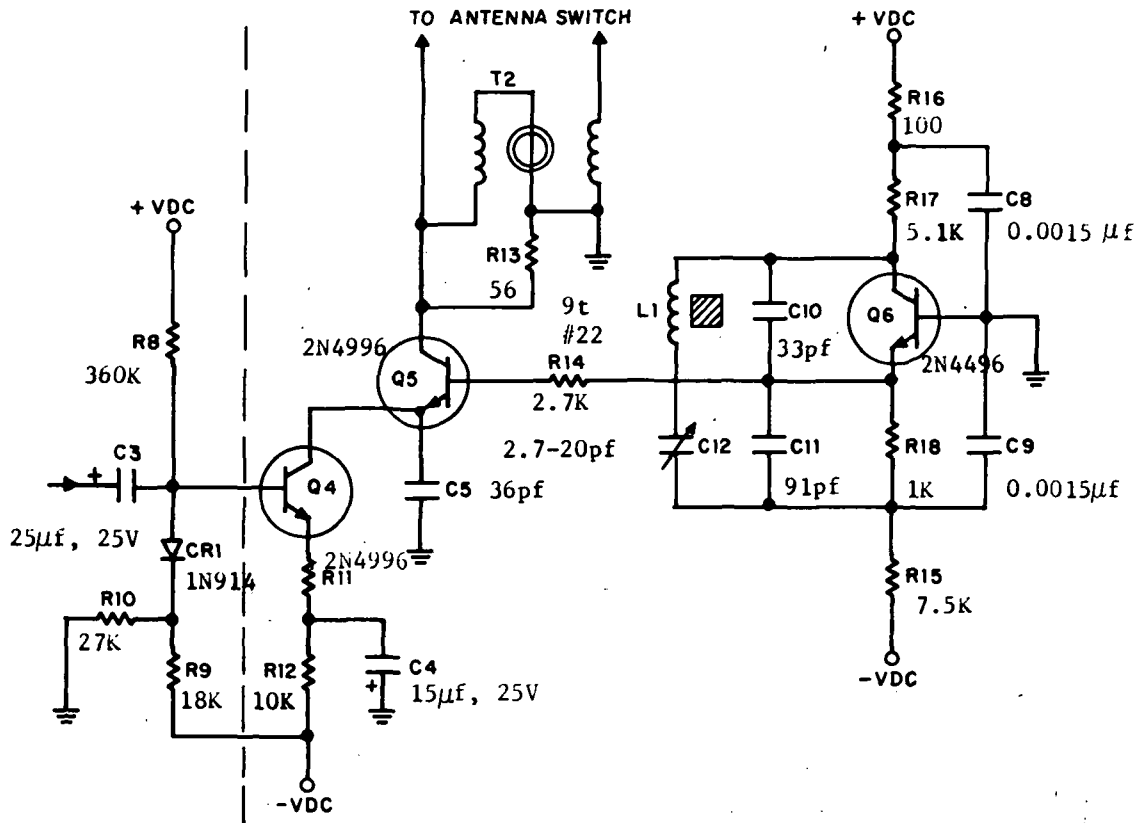 TO ANTENNA SWITCH
+VDC
T2
R16
100
+VDC
R17
5.1K
C8
0.0015 µf
R13
56
L1
C10
33pf
Q6
2N4496
9t
#22
R8
360K
2N4996
Q5
R14
2.7K
C12
2.7-20pf
C11
91pf
R18
1K
C9
0.0015µf
C3
+
25µf, 25V
Q4
2N4996
C5
36pf
CR1
1N914
R11
R15
7.5K
R10
27K
R9
18K
R12
10K
C4
+
15µf, 25V
-VDC
-VDC